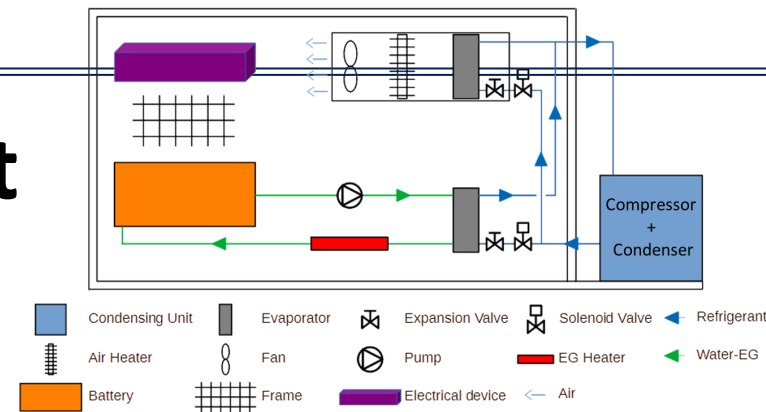 t
Compressor
+
Condenser
Condensing Unit
Evaporator
Expansion Valve
Solenoid Valve
Refrigerant
Air Heater
Fan
Pump
EG Heater
Water-EG
Battery
Frame
Electrical device
Air